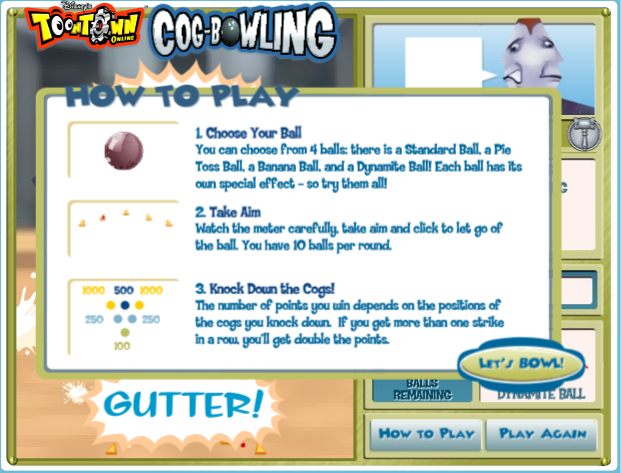 Disney's
TOONTOWN
ONLINE
COG-BOWLING
HOW TO PLAY
1. Choose Your Ball
You can choose from 4 balls: there is a Standard Ball, a Pie
Toss Ball, a Banana Ball, and a Dynamite Ball! Each ball has its
own special effect - so try them all!
2. Take Aim
Watch the meter carefully, take aim and click to let go of
the ball. You have 10 balls per round.
1000 500 1000
250 250
100
3. Knock Down the Cogs!
The number of points you win depends on the positions of
the cogs you knock down. If you get more than one strike
in a row, you'll get double the points.
LET'S BOWL!
GUTTER!
BALLS
REMAINING
DYNAMITE BALL
HOW TO PLAY
PLAY AGAIN